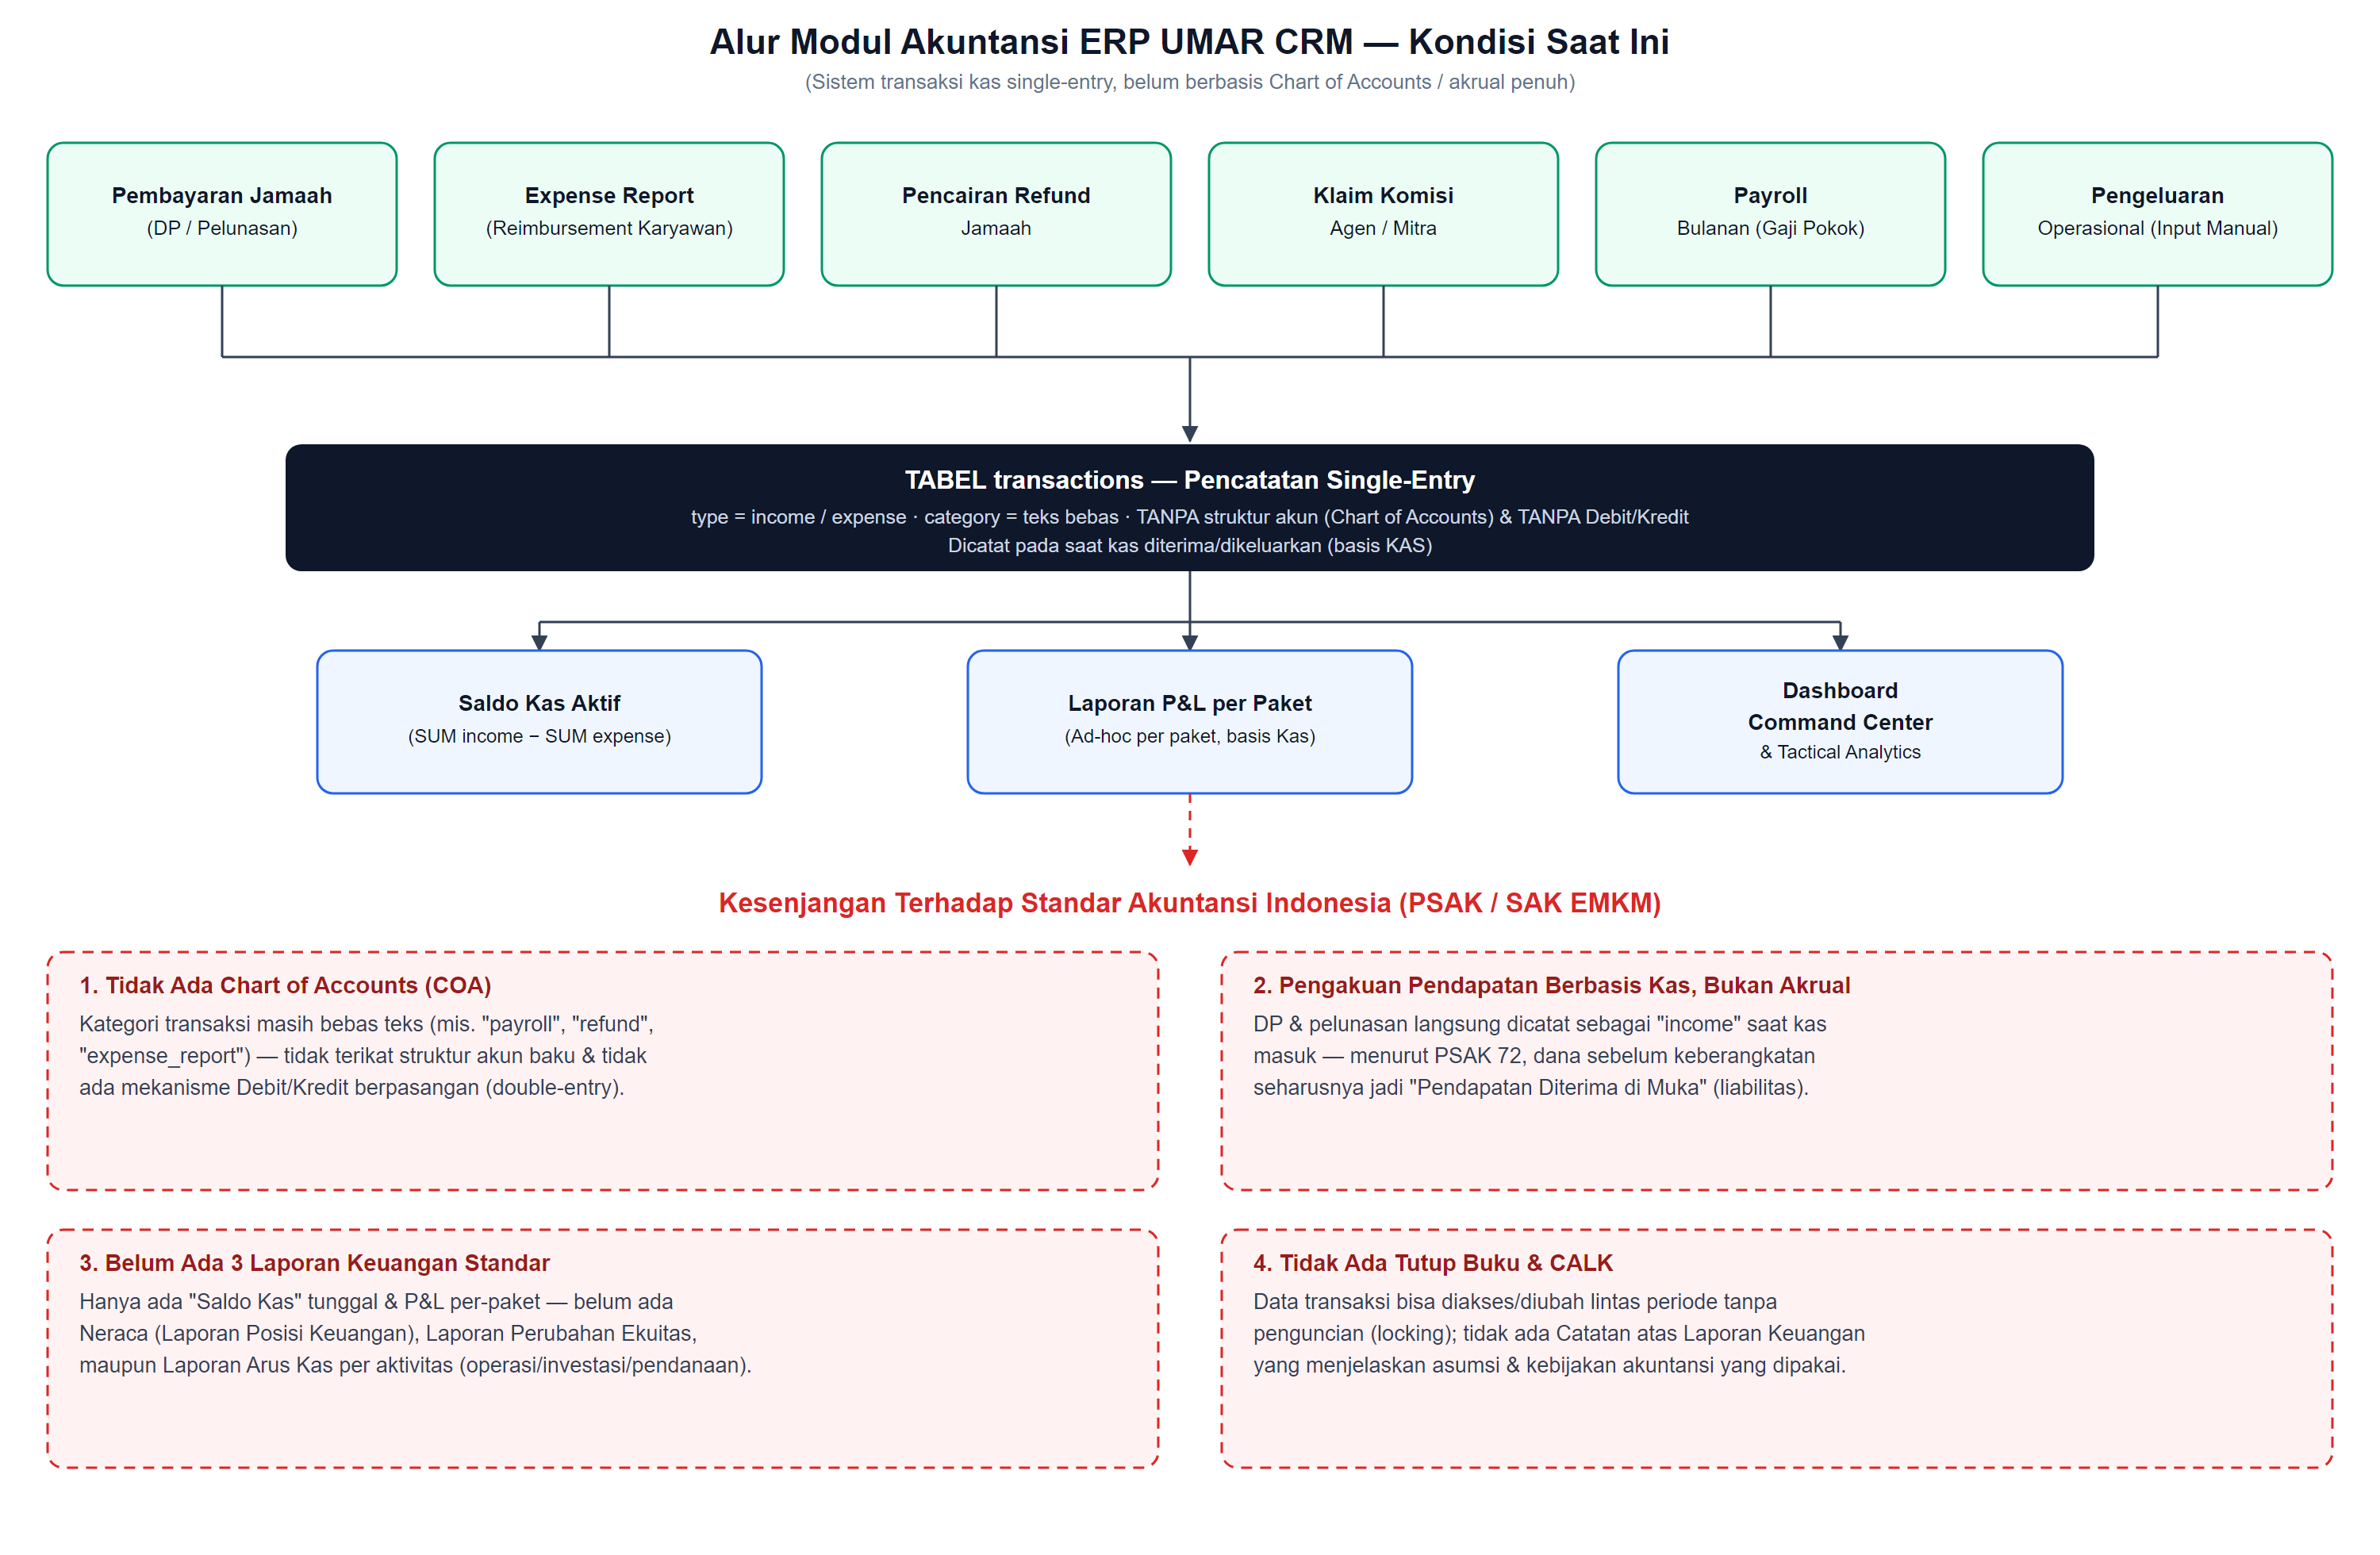 Alur Modul Akuntansi ERP UMAR CRM — Kondisi Saat Ini
(Sistem transaksi kas single-entry, belum berbasis Chart of Accounts / akrual penuh)
Pembayaran Jamaah
(DP / Pelunasan)
Expense Report
(Reimbursement Karyawan)
Pencairan Refund
Jamaah
Klaim Komisi
Agen / Mitra
Payroll
Bulanan (Gaji Pokok)
Pengeluaran
Operasional (Input Manual)
TABEL transactions — Pencatatan Single-Entry
type = income / expense · category = teks bebas · TANPA struktur akun (Chart of Accounts) & TANPA Debit/Kredit
Dicatat pada saat kas diterima/dikeluarkan (basis KAS)
Saldo Kas Aktif
(SUM income − SUM expense)
Laporan P&L per Paket
(Ad-hoc per paket, basis Kas)
Dashboard
Command Center
& Tactical Analytics
Kesenjangan Terhadap Standar Akuntansi Indonesia (PSAK / SAK EMKM)
1. Tidak Ada Chart of Accounts (COA)
Kategori transaksi masih bebas teks (mis. "payroll", "refund",
"expense_report") — tidak terikat struktur akun baku & tidak
ada mekanisme Debit/Kredit berpasangan (double-entry).
2. Pengakuan Pendapatan Berbasis Kas, Bukan Akrual
DP & pelunasan langsung dicatat sebagai "income" saat kas
masuk — menurut PSAK 72, dana sebelum keberangkatan
seharusnya jadi "Pendapatan Diterima di Muka" (liabilitas).
3. Belum Ada 3 Laporan Keuangan Standar
Hanya ada "Saldo Kas" tunggal & P&L per-paket — belum ada
Neraca (Laporan Posisi Keuangan), Laporan Perubahan Ekuitas,
maupun Laporan Arus Kas per aktivitas (operasi/investasi/pendanaan).
4. Tidak Ada Tutup Buku & CALK
Data transaksi bisa diakses/diubah lintas periode tanpa
penguncian (locking); tidak ada Catatan atas Laporan Keuangan
yang menjelaskan asumsi & kebijakan akuntansi yang dipakai.